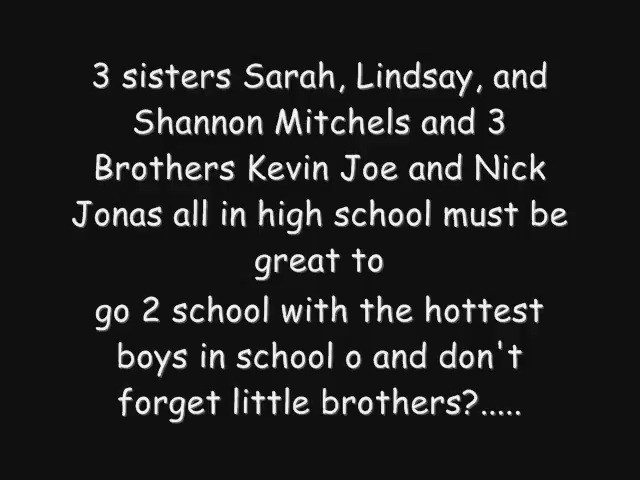 3 sisters Sarah, Lindsay, and
Shannon Mitchels and 3
Brothers Kevin Joe and Nick
Jonas all in high school must be
great to
go 2 school with the hottest
boys in school o and don't
forget little brothers?.....